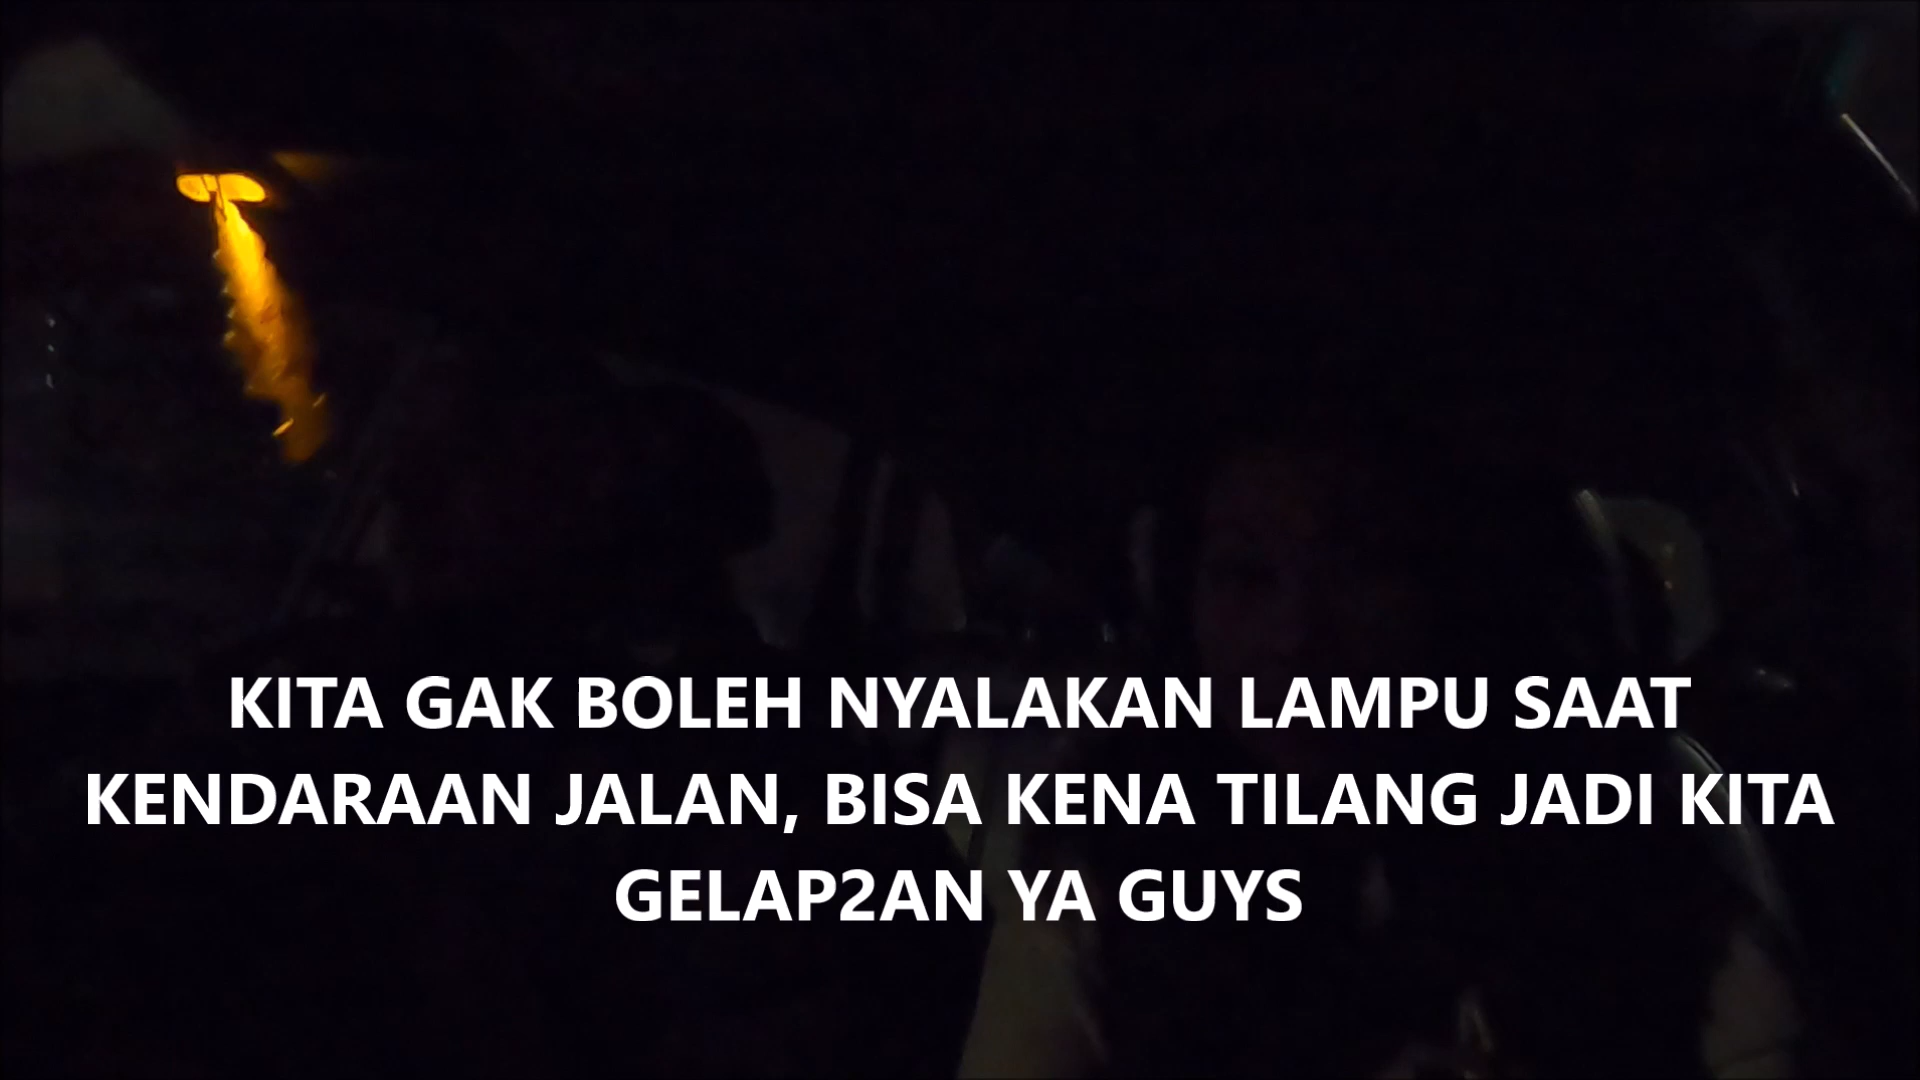 KITA GAK BOLEH NYALAKAN LAMPU SAAT
KENDARAAN JALAN, BISA KENA TILANG JADI KITA
GELAP2AN YA GUYS